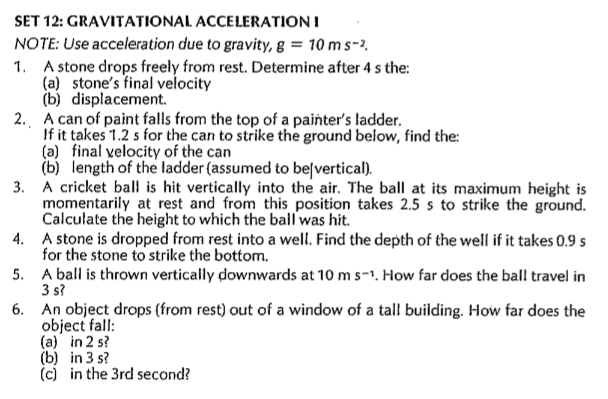 SET 12: GRAVITATIONAL ACCELERATION I
NOTE: Use acceleration due to gravity, g = 10 m s⁻².
1. A stone drops freely from rest. Determine after 4 s the:
(a) stone's final velocity
(b) displacement.
2. A can of paint falls from the top of a painter's ladder.
If it takes 1.2 s for the can to strike the ground below, find the:
(a) final velocity of the can
(b) length of the ladder (assumed to be vertical).
3. A cricket ball is hit vertically into the air. The ball at its maximum height is
momentarily at rest and from this position takes 2.5 s to strike the ground.
Calculate the height to which the ball was hit.
4. A stone is dropped from rest into a well. Find the depth of the well if it takes 0.9 s
for the stone to strike the bottom.
5. A ball is thrown vertically downwards at 10 m s⁻¹. How far does the ball travel in
3 s?
6. An object drops (from rest) out of a window of a tall building. How far does the
object fall:
(a) in 2 s?
(b) in 3 s?
(c) in the 3rd second?